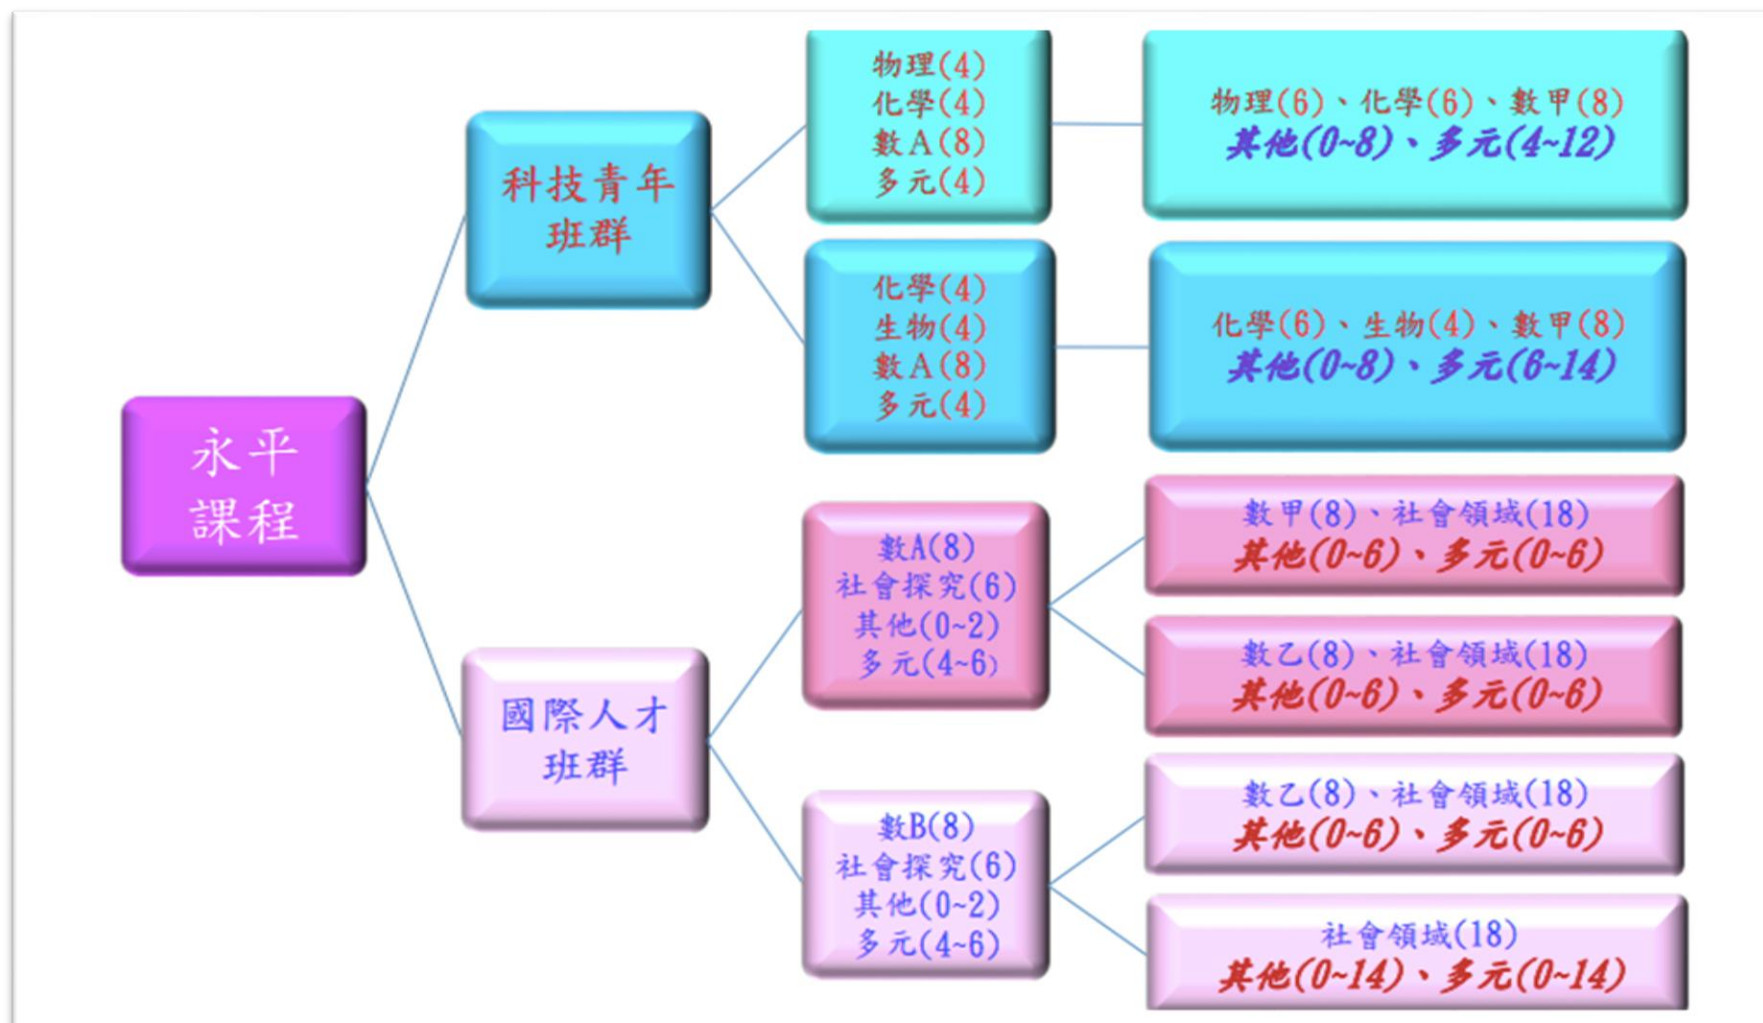 永平
課程
科技青年
班群
物理(4)
化學(4)
數A(8)
多元(4)
物理(6)、化學(6)、數甲(8)
其他(0~8)、多元(4~12)
化學(4)
生物(4)
數A(8)
多元(4)
化學(6)、生物(4)、數甲(8)
其他(0~8)、多元(6~14)
國際人才
班群
數A(8)
社會探究(6)
其他(0~2)
多元(4~6)
數甲(8)、社會領域(18)
其他(0~6)、多元(0~6)
數乙(8)、社會領域(18)
其他(0~6)、多元(0~6)
數B(8)
社會探究(6)
其他(0~2)
多元(4~6)
數乙(8)、社會領域(18)
其他(0~6)、多元(0~6)
社會領域(18)
其他(0~14)、多元(0~14)